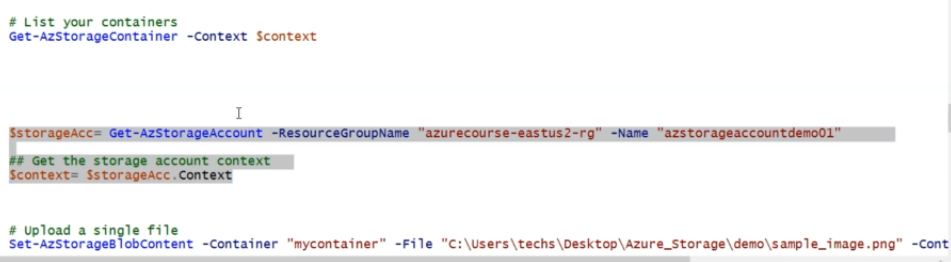 # List your containers
Get-AzStorageContainer -Context $context
$storageAcc= Get-AzStorageAccount -ResourceGroupName "azurecourse-eastus2-rg" -Name "azstorageaccountdemo01"
## Get the storage account context
$context= $storageAcc.Context
# Upload a single file
Set-AzStorageBlobContent -Container "mycontainer" -File "C:\Users\techs\Desktop\Azure_Storage\demo\sample_image.png" -Cont